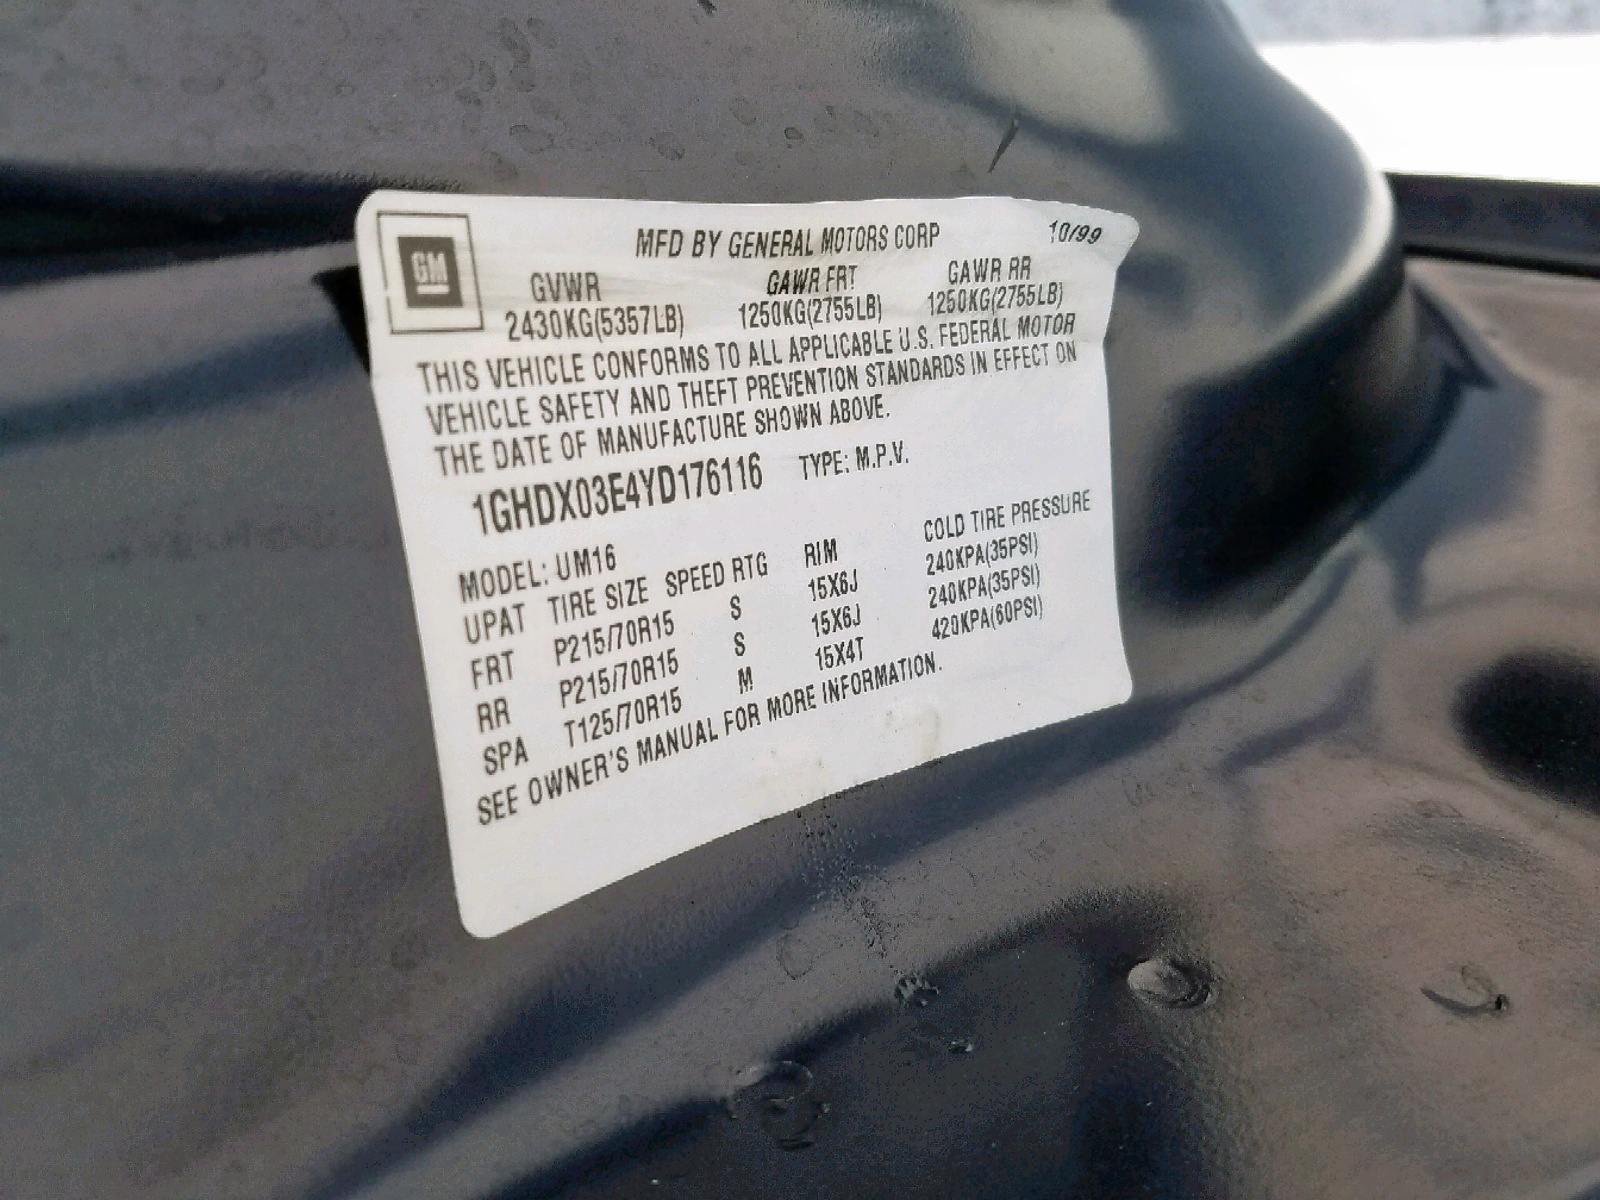 GM
MFD BY GENERAL MOTORS CORP 10/99
GVWR GAWR FRT GAWR RR
2430KG(5357LB) 1250KG(2755LB) 1250KG(2755LB)
THIS VEHICLE CONFORMS TO ALL APPLICABLE U.S. FEDERAL MOTOR
VEHICLE SAFETY AND THEFT PREVENTION STANDARDS IN EFFECT ON
THE DATE OF MANUFACTURE SHOWN ABOVE.
1GHDX03E4YD176116 TYPE: M.P.V.
MODEL: UM16
UPAT TIRE SIZE SPEED RTG RIM COLD TIRE PRESSURE
FRT P215/70R15 S 15X6J 240KPA(35PSI)
RR P215/70R15 S 15X6J 240KPA(35PSI)
SPA T125/70R15 M 15X4T 420KPA(60PSI)
SEE OWNER'S MANUAL FOR MORE INFORMATION.